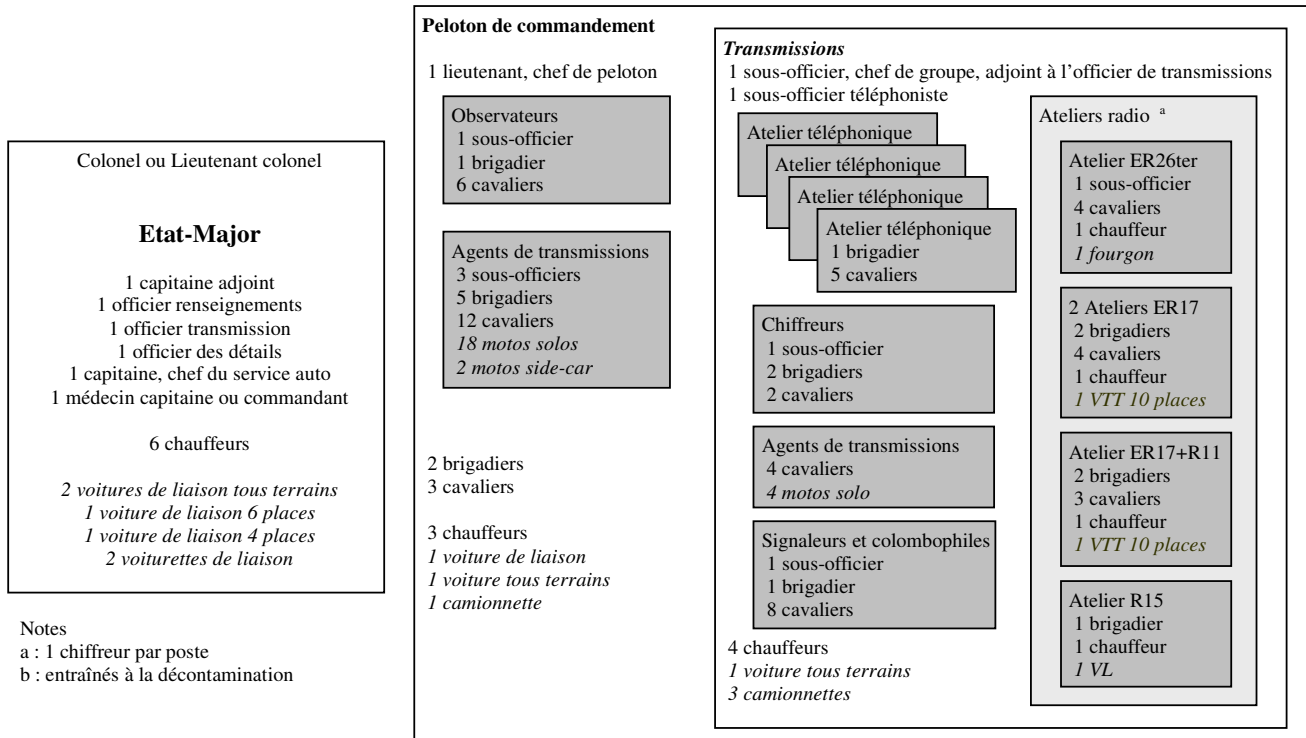 Colonel ou Lieutenant colonel
Etat-Major
1 capitaine adjoint
1 officier renseignements
1 officier transmission
1 officier des détails
1 capitaine, chef du service auto
1 médecin capitaine ou commandant
6 chauffeurs
2 voitures de liaison tous terrains
1 voiture de liaison 6 places
1 voiture de liaison 4 places
2 voiturettes de liaison
Notes
a : 1 chiffreur par poste
b : entraînés à la décontamination
Peloton de commandement
1 lieutenant, chef de peloton
Observateurs
1 sous-officier
1 brigadier
6 cavaliers
Agents de transmissions
3 sous-officiers
5 brigadiers
12 cavaliers
18 motos solos
2 motos side-car
2 brigadiers
3 cavaliers
3 chauffeurs
1 voiture de liaison
1 voiture tous terrains
1 camionnette
Transmissions
1 sous-officier, chef de groupe, adjoint à l'officier de transmissions
1 sous-officier téléphoniste
Atelier téléphonique
Atelier téléphonique
Atelier téléphonique
Atelier téléphonique
1 brigadier
5 cavaliers
Chiffreurs
1 sous-officier
2 brigadiers
2 cavaliers
Agents de transmissions
4 cavaliers
4 motos solo
Signaleurs et colombophiles
1 sous-officier
1 brigadier
8 cavaliers
4 chauffeurs
1 voiture tous terrains
3 camionnettes
Ateliers radio a
Atelier ER26ter
1 sous-officier
4 cavaliers
1 chauffeur
1 fourgon
2 Ateliers ER17
2 brigadiers
4 cavaliers
1 chauffeur
1 VTT 10 places
Atelier ER17+R11
2 brigadiers
3 cavaliers
1 chauffeur
1 VTT 10 places
Atelier R15
1 brigadier
1 chauffeur
1 VL